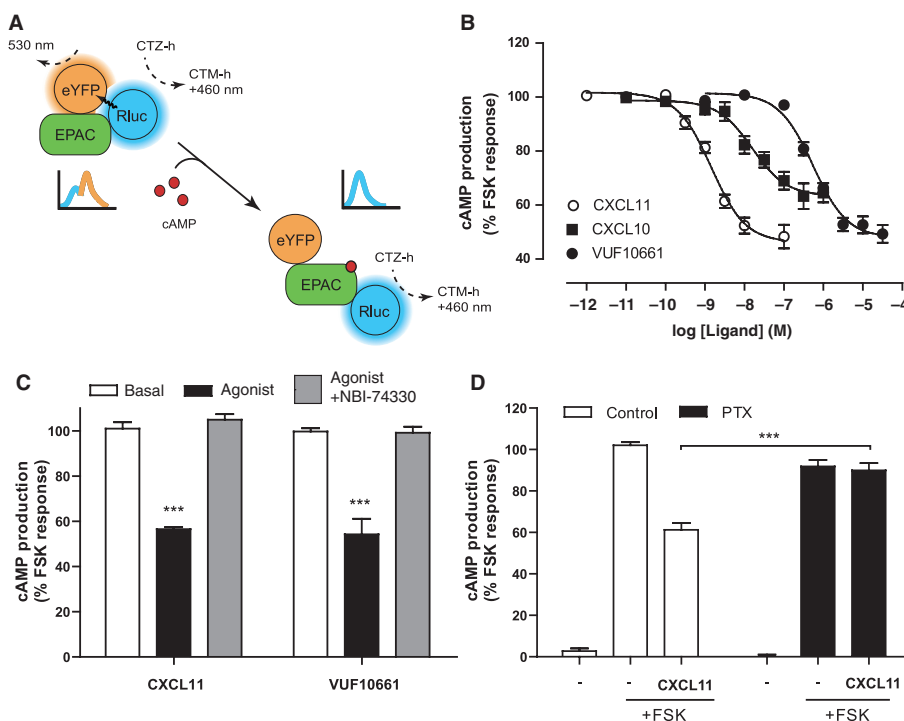 A
530 nm
CTZ-h
eYFP
CTM-h
+460 nm
Rluc
EPAC
cAMP
eYFP
EPAC
CTZ-h
Rluc
CTM-h
+460 nm
B
cAMP production
(% FSK response)
120
100
80
60
40
CXCL11
CXCL10
VUF10661
–12 –11 –10 –9 –8 –7 –6 –5 –4
log [Ligand] (M)
C
Basal
Agonist
Agonist
+NBI-74330
cAMP production
(% FSK response)
120
100
80
60
40
20
0
***
***
CXCL11 VUF10661
D
Control
PTX
cAMP production
(% FSK response)
120
100
80
60
40
20
0
***
- - CXCL11 - - CXCL11
+FSK +FSK